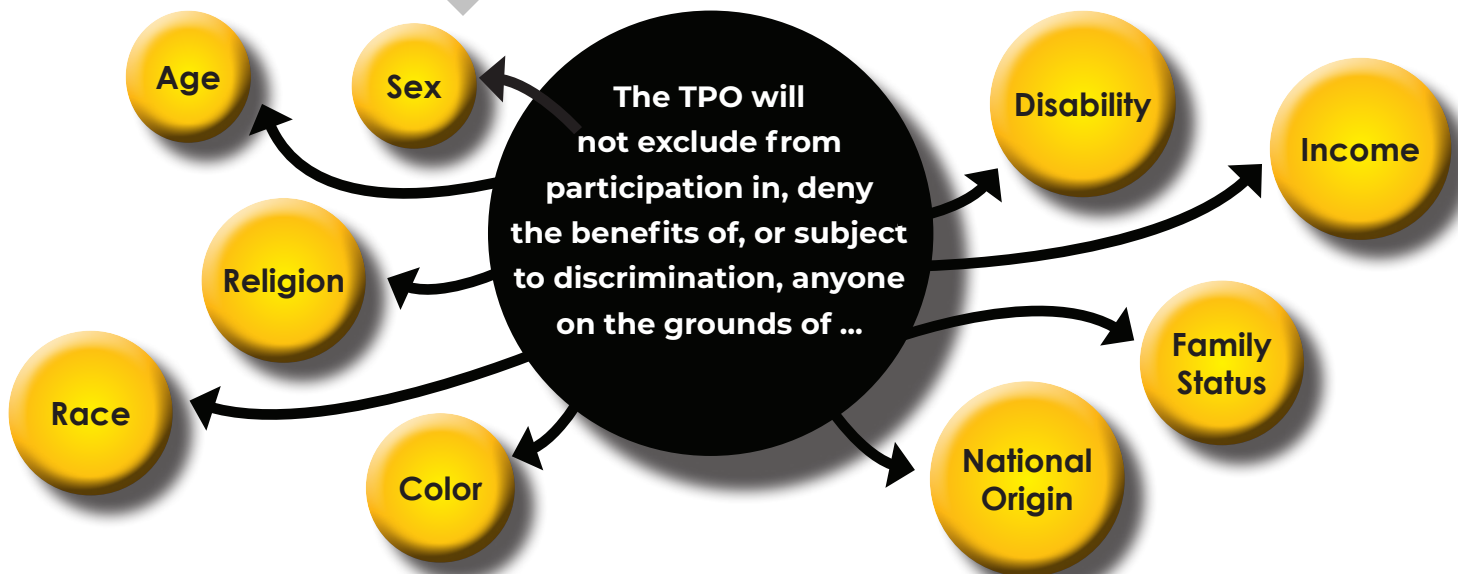 The TPO will
not exclude from
participation in, deny
the benefits of, or subject
to discrimination, anyone
on the grounds of ...
Age
Sex
Religion
Race
Color
Disability
Income
Family
Status
National
Origin